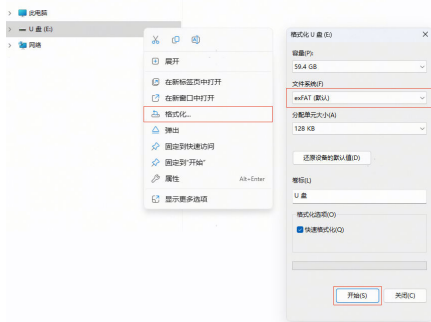 此电脑
U 盘 (E:)
网络
展开
在新标签页中打开
在新窗口中打开
格式化...
弹出
固定到快速访问
固定到"开始"
属性 Alt+Enter
显示更多选项
格式化 U 盘 (E:)
容量(P):
59.4 GB
文件系统(F)
exFAT (默认)
分配单元大小(A)
128 KB
还原设备的默认值(D)
卷标(L)
U 盘
格式化选项(O)
快速格式化(Q)
开始(S) 关闭(C)